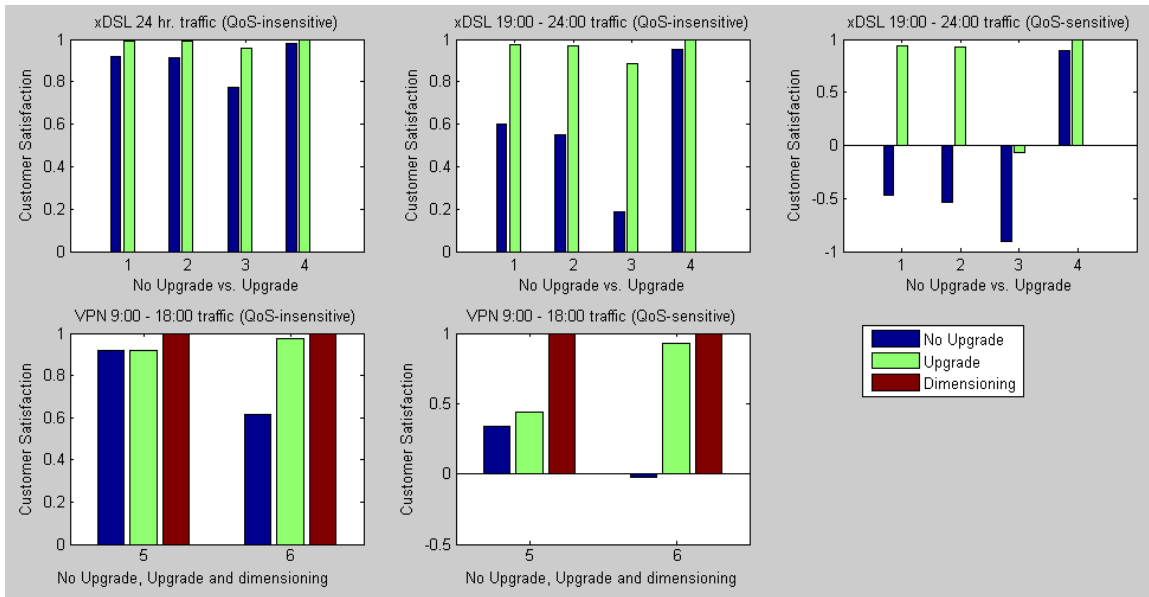 xDSL 24 hr. traffic (QoS-insensitive)
Customer Satisfaction
1
0.8
0.6
0.4
0.2
0
1 2 3 4
No Upgrade vs. Upgrade
xDSL 19:00 - 24:00 traffic (QoS-insensitive)
Customer Satisfaction
1
0.8
0.6
0.4
0.2
0
1 2 3 4
No Upgrade vs. Upgrade
xDSL 19:00 - 24:00 traffic (QoS-sensitive)
Customer Satisfaction
1
0.5
0
-0.5
-1
1 2 3 4
No Upgrade vs. Upgrade
VPN 9:00 - 18:00 traffic (QoS-insensitive)
Customer Satisfaction
1
0.8
0.6
0.4
0.2
0
5 6
No Upgrade, Upgrade and dimensioning
VPN 9:00 - 18:00 traffic (QoS-sensitive)
Customer Satisfaction
1
0.5
0
-0.5
5 6
No Upgrade, Upgrade and dimensioning
No Upgrade
Upgrade
Dimensioning